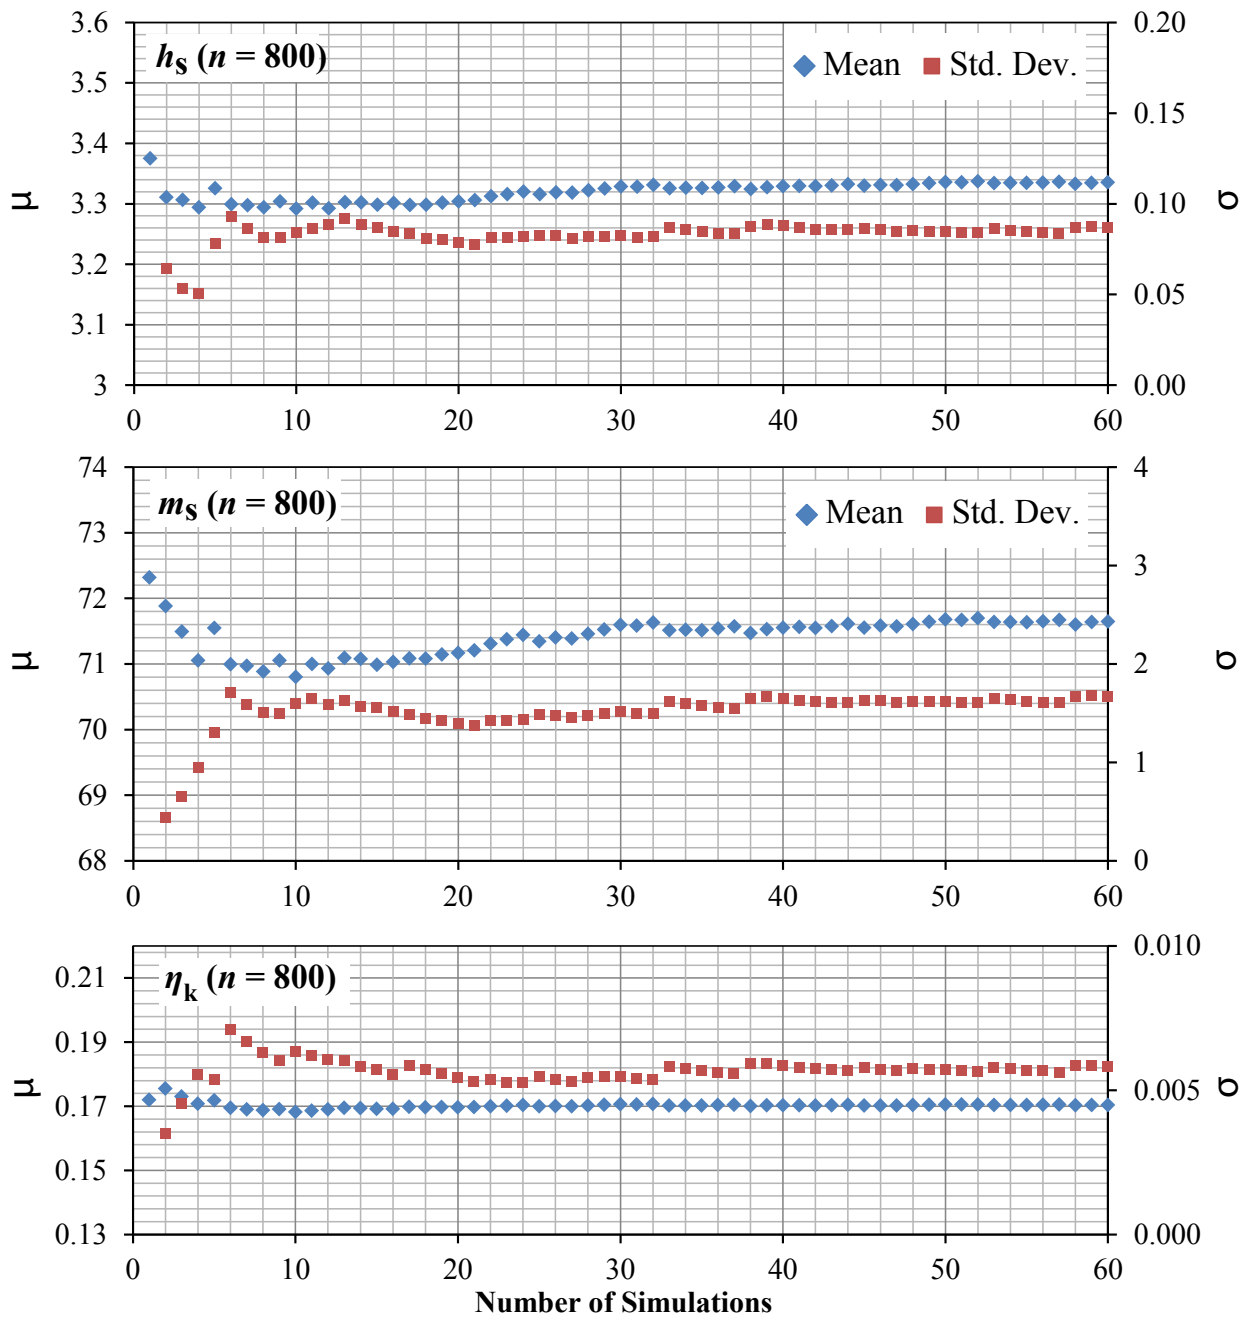 3.6
3.5
3.4
3.3
3.2
3.1
3
μ
hs (n = 800)
Mean Std. Dev.
0.20
0.15
0.10
0.05
0.00
σ
0 10 20 30 40 50 60
74
73
72
71
70
69
68
μ
ms (n = 800)
Mean Std. Dev.
4
3
2
1
0
σ
0 10 20 30 40 50 60
0.21
0.19
0.17
0.15
0.13
μ
ηk (n = 800)
0.010
0.005
0.000
σ
0 10 20 30 40 50 60
Number of Simulations